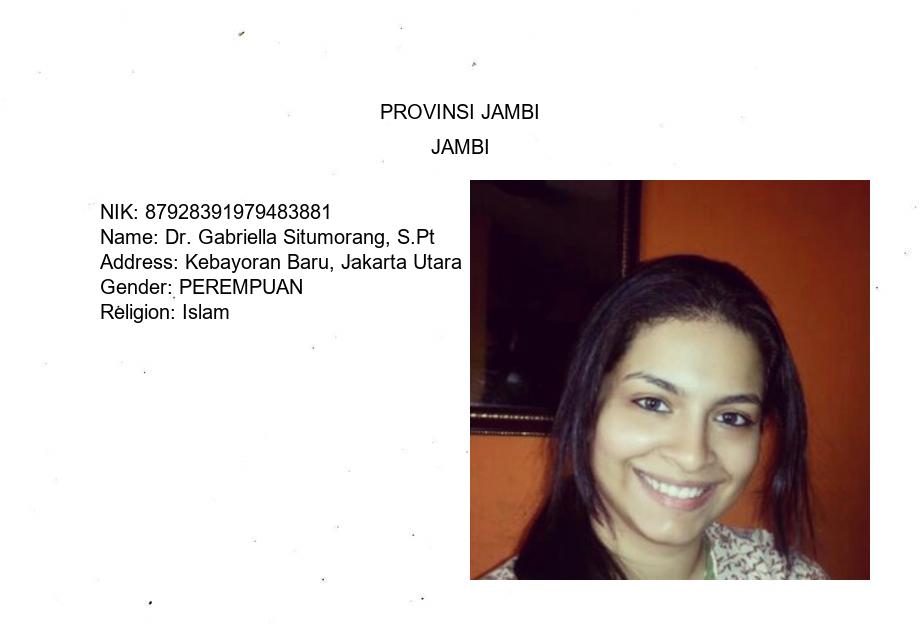 PROVINSI JAMBI
JAMBI
NIK: 87928391979483881
Name: Dr. Gabriella Situmorang, S.Pt
Address: Kebayoran Baru, Jakarta Utara
Gender: PEREMPUAN
Religion: Islam